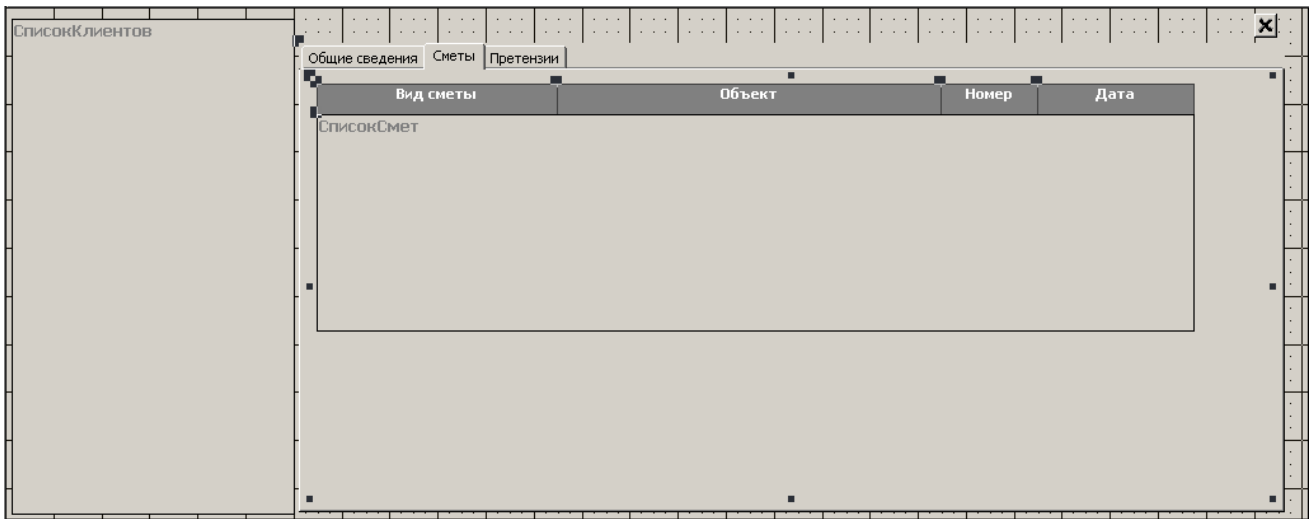 СписокКлиентов
Общие сведения Сметы Претензии
Вид сметы Объект Номер Дата
СписокСмет